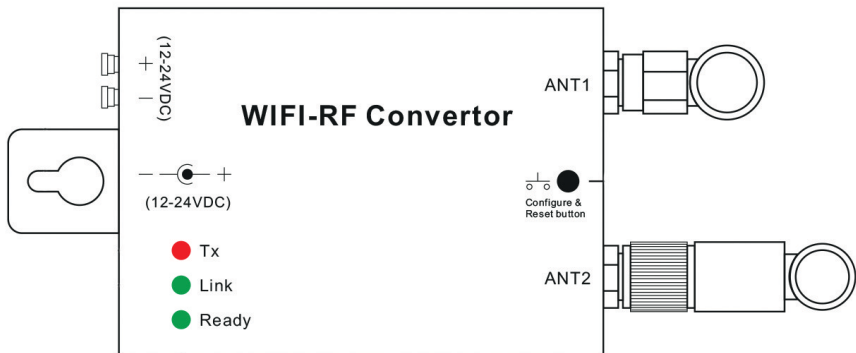 +
(12-24VDC)
−
WIFI-RF Convertor
ANT1
− +
(12-24VDC)
Configure &
Reset button
Tx
Link
Ready
ANT2